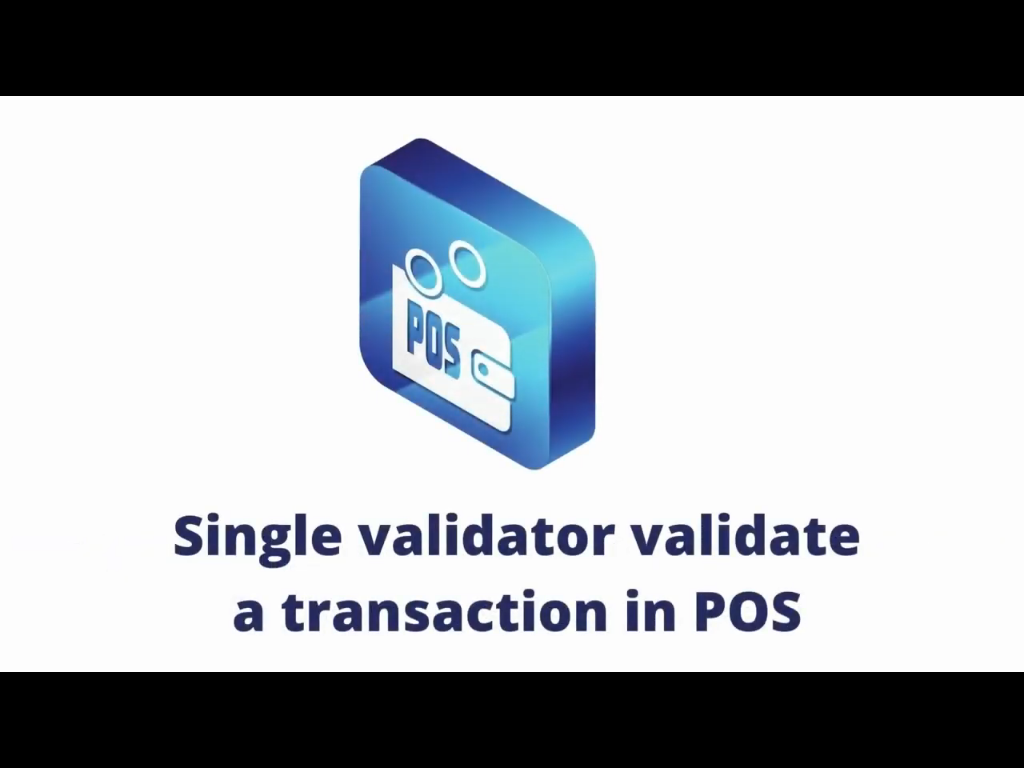 POS
Single validator validate
a transaction in POS